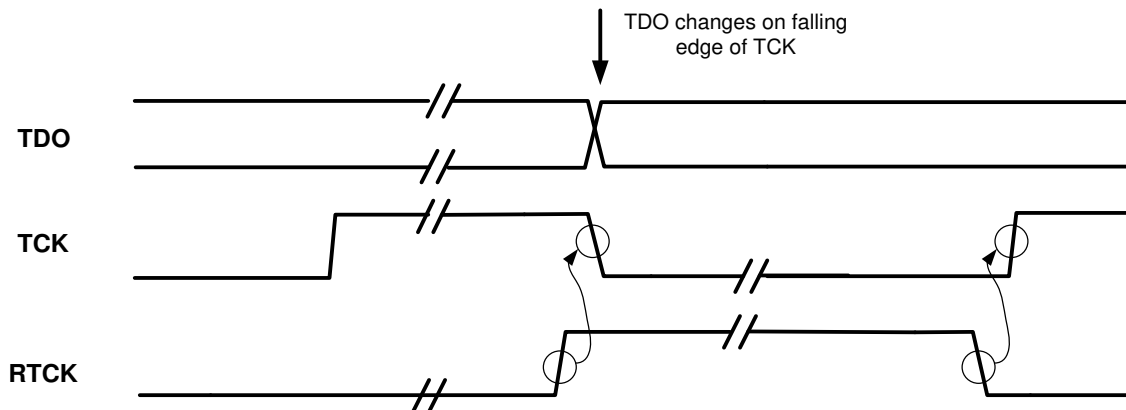 TDO changes on falling
edge of TCK
TDO
TCK
RTCK